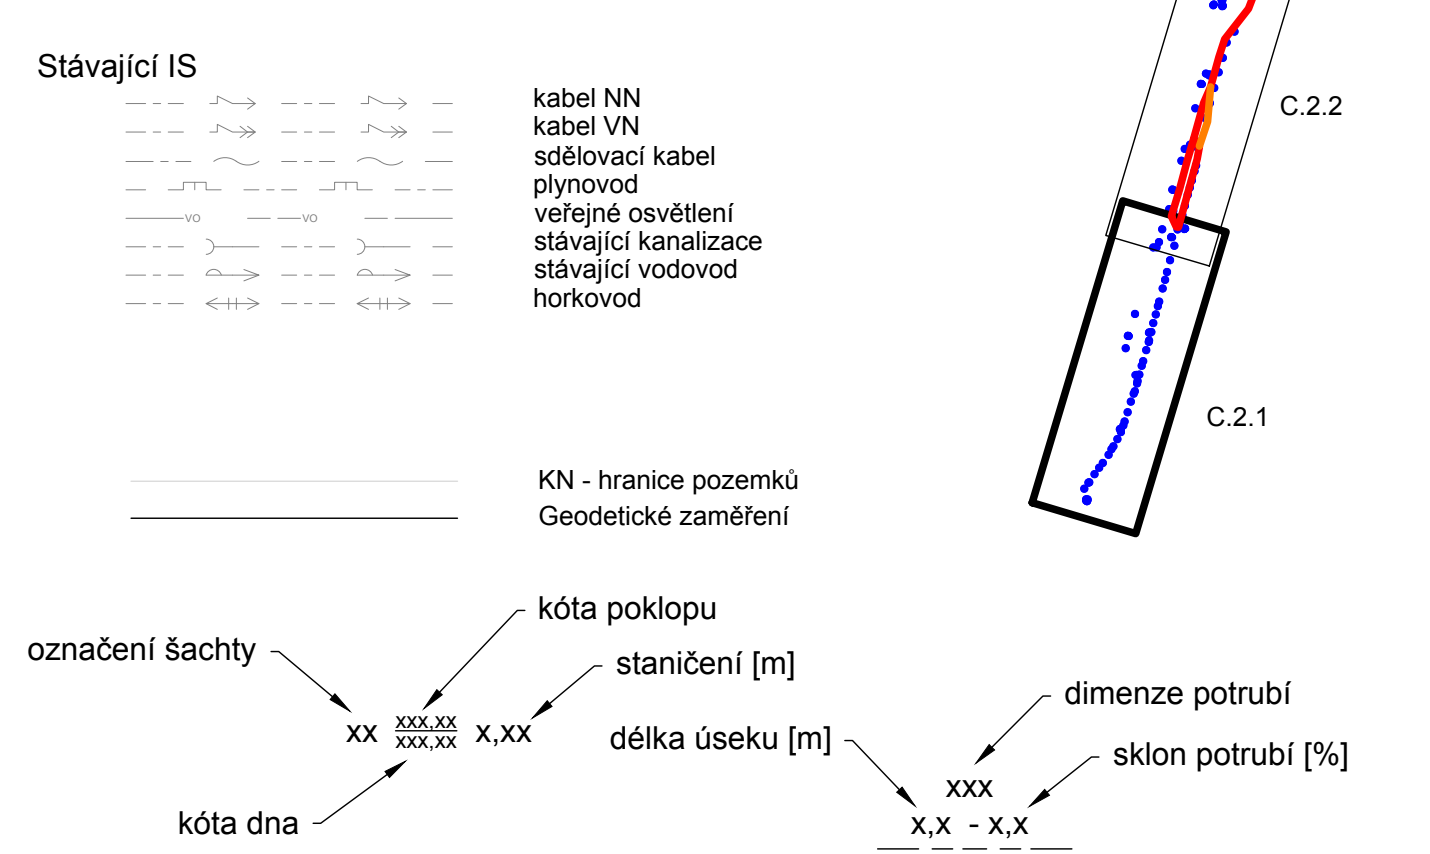 Stávající IS
kabel NN
kabel VN
sdělovací kabel
plynovod
VO VO veřejné osvětlení
stávající kanalizace
stávající vodovod
horkovod
C.2.2
C.2.1
KN - hranice pozemků
Geodetické zaměření
kóta poklopu
označení šachty
staničení [m]
xx xxx,xx x,xx
xxx,xx
kóta dna
dimenze potrubí
délka úseku [m]
sklon potrubí [%]
xxx
x,x - x,x